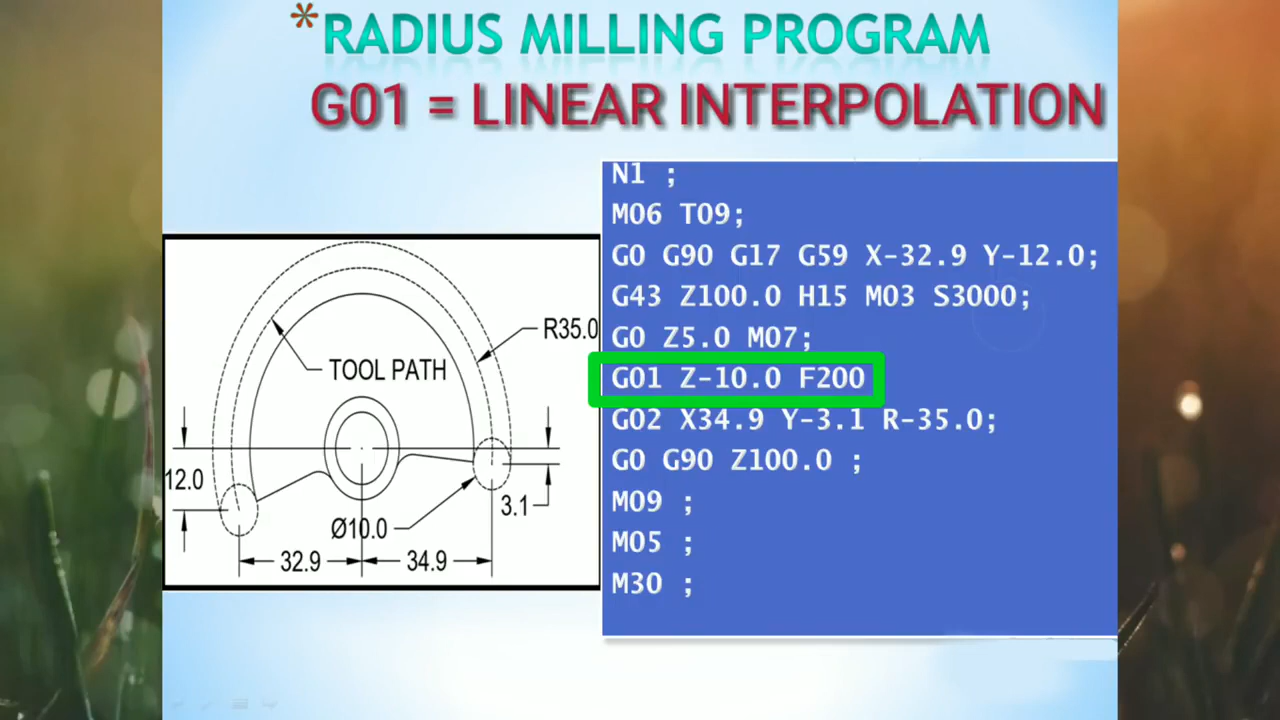 *RADIUS MILLING PROGRAM
G01 = LINEAR INTERPOLATION
N1 ;
M06 T09;
G0 G90 G17 G59 X-32.9 Y-12.0;
G43 Z100.0 H15 M03 S3000;
G0 Z5.0 M07;
G01 Z-10.0 F200
G02 X34.9 Y-3.1 R-35.0;
G0 G90 Z100.0 ;
M09 ;
M05 ;
M30 ;
R35.0
TOOL PATH
12.0
3.1
Ø10.0
32.9
34.9